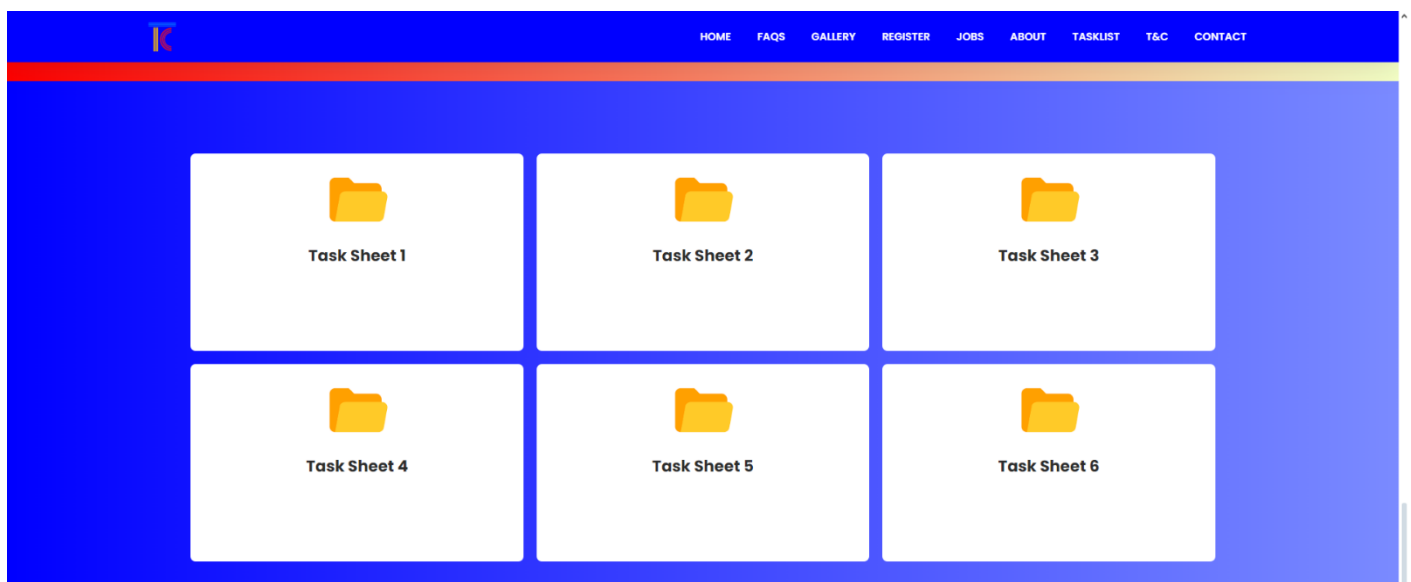 TC
HOME FAQS GALLERY REGISTER JOBS ABOUT TASKLIST T&C CONTACT
Task Sheet 1 Task Sheet 2 Task Sheet 3
Task Sheet 4 Task Sheet 5 Task Sheet 6